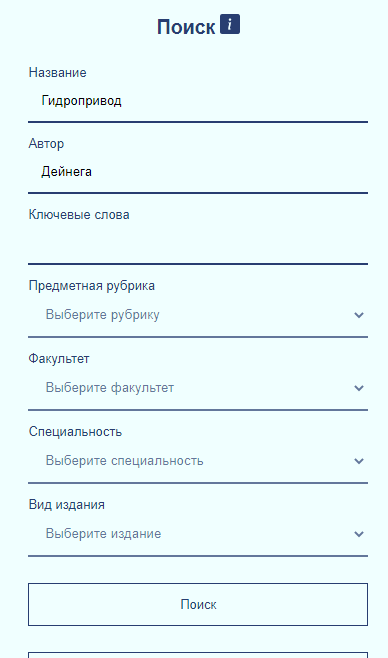 Поиск i
Название
Гидропривод
Автор
Дейнега
Ключевые слова
Предметная рубрика
Выберите рубрику
Факультет
Выберите факультет
Специальность
Выберите специальность
Вид издания
Выберите издание
Поиск